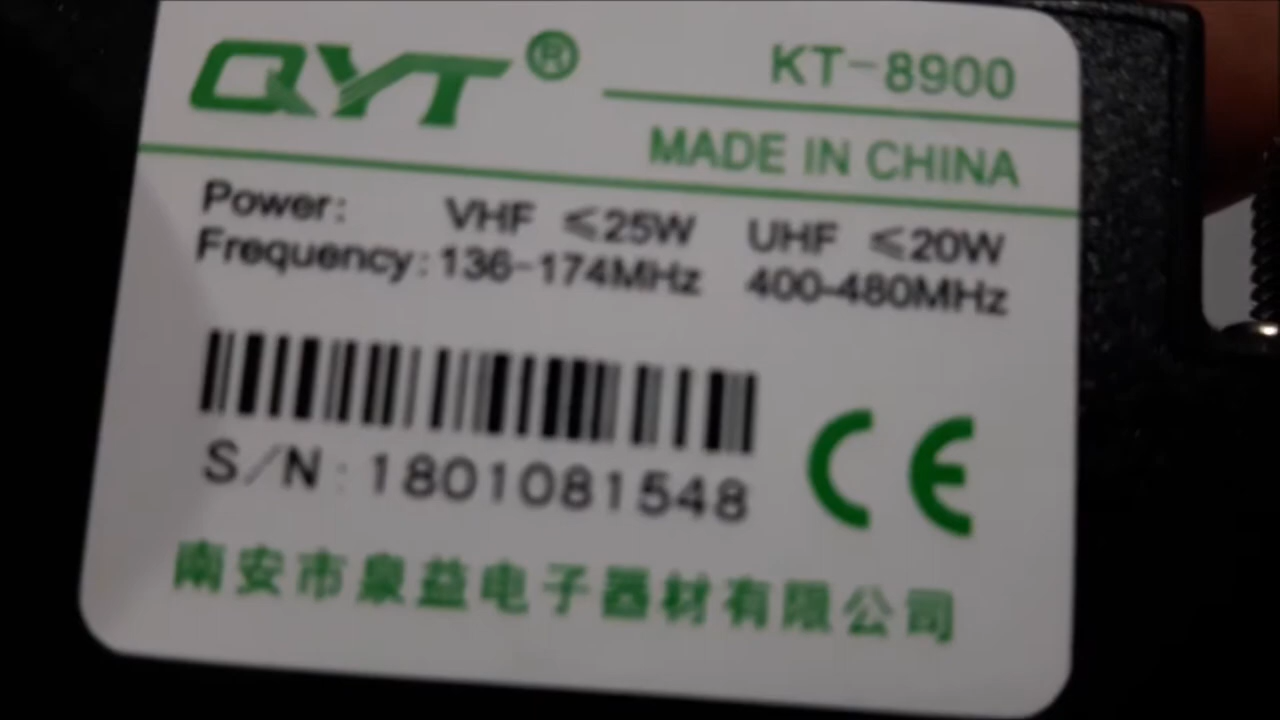 QYT® KT-8900
MADE IN CHINA
Power: VHF ≤25W UHF ≤20W
Frequency: 136-174MHz 400-480MHz
S/N: 1801081548
CE
南安市泉益电子器材有限公司